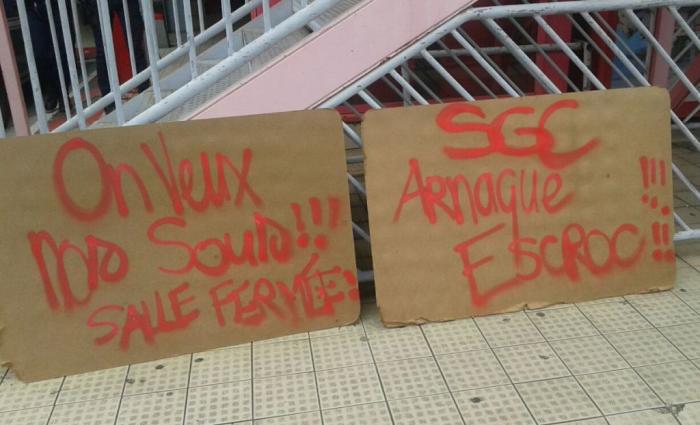 On Veux
nos Sous!!!
SALLE FERMÉE!
SGC
ARNAQUE !!!
ESCROC!!